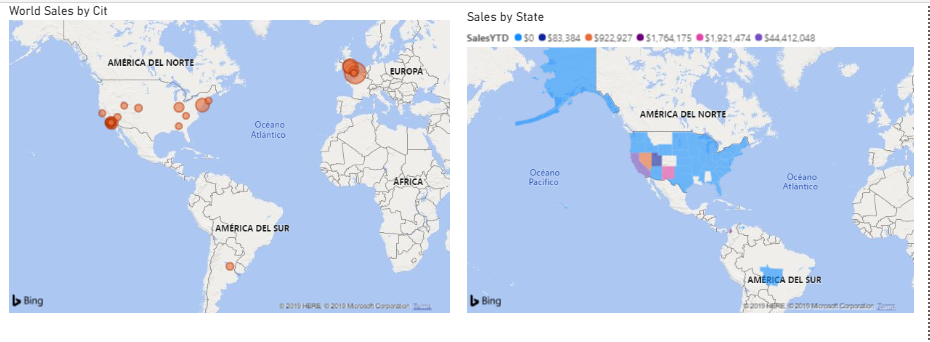 World Sales by Cit
AMÉRICA DEL NORTE
EUROPA
Océano
Atlántico
ÁFRICA
AMÉRICA DEL SUR
Bing
© 2019 HERE, © 2019 Microsoft Corporation Terms
Sales by State
SalesYTD $0 $83,384 $922,927 $1,764,175 $1,921,474 $44,412,048
AMÉRICA DEL NORTE
Océano
Pacífico
Océano
Atlántico
AMÉRICA DEL SUR
Bing
© 2019 HERE, © 2019 Microsoft Corporation Terms